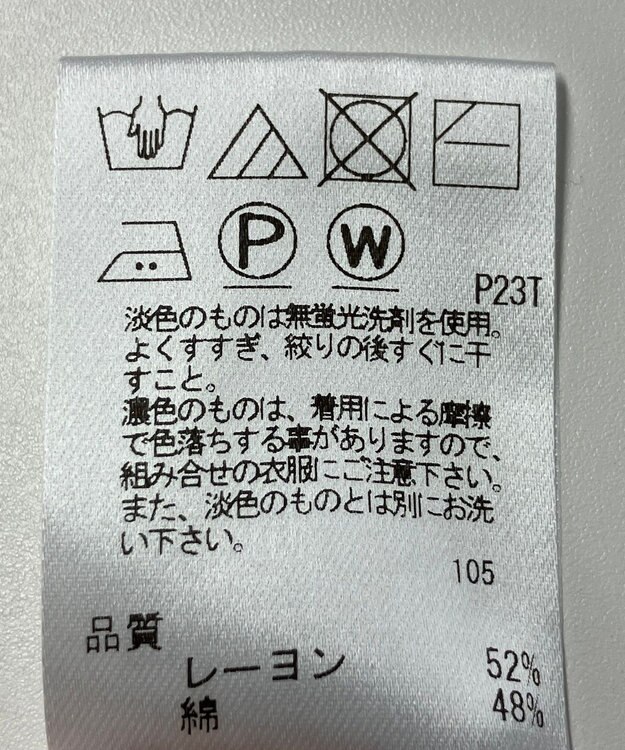 P W
P23T
淡色のものは無蛍光洗剤を使用。
よくすすぎ、絞りの後すぐに干
すこと。
濃色のものは、着用による摩擦
で色落ちする事がありますので、
組み合せの衣服にご注意下さい。
また、淡色のものとは別にお洗
い下さい。
105
品質
レーヨン 52%
綿 48%